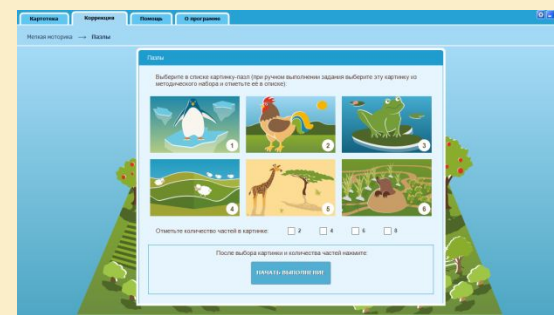 Картотека Коррекция Помощь О программе
Мелкая моторика → Пазлы
Пазлы
Выберите в списке картинку-пазл (при ручном выполнении задания выберите эту картинку из
методического набора и отметьте её в списке):
1 2 3
4 5 6
Отметьте количество частей в картинке: 2 4 6 8
После выбора картинки и количества частей нажмите:
НАЧАТЬ ВЫПОЛНЕНИЕ